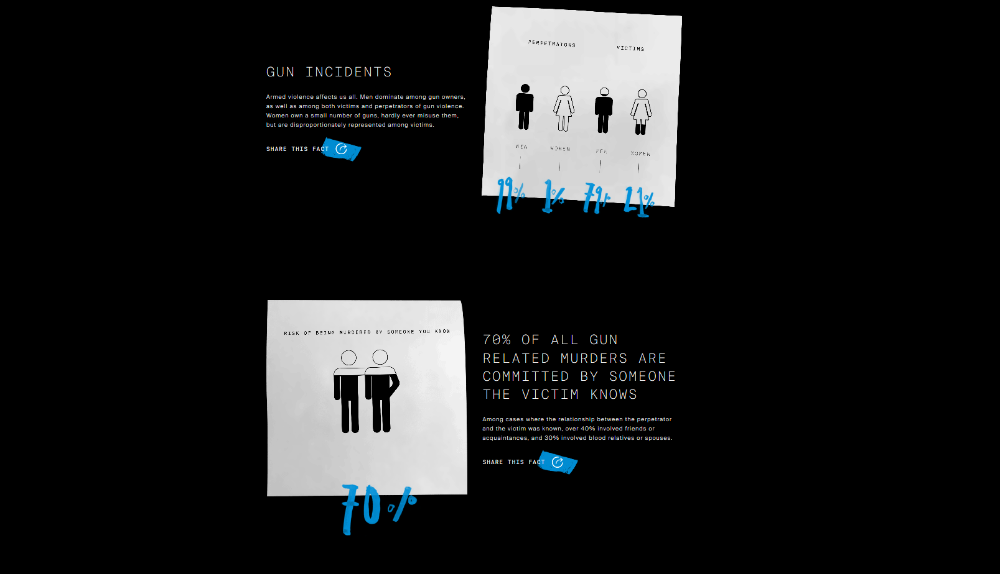 PERPETRATORS VICTIMS
GUN INCIDENTS
Armed violence affects us all. Men dominate among gun owners,
as well as among both victims and perpetrators of gun violence.
Women own a small number of guns, hardly ever misuse them,
but are disproportionately represented among victims.
SHARE THIS FACT
MEN WOMEN MEN WOMEN
99% 1% 79% 21%
RISK OF BEING MURDERED BY SOMEONE YOU KNOW
70%
70% OF ALL GUN
RELATED MURDERS ARE
COMMITTED BY SOMEONE
THE VICTIM KNOWS
Among cases where the relationship between the perpetrator
and the victim was known, over 40% involved friends or
acquaintances, and 30% involved blood relatives or spouses.
SHARE THIS FACT